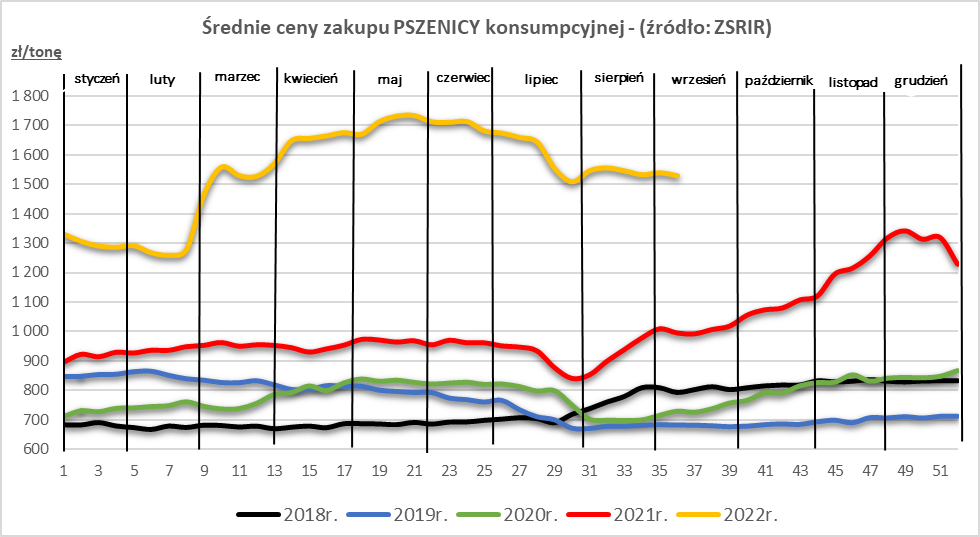 Średnie ceny zakupu PSZENICY konsumpcyjnej - (źródło: ZSRIR)
zł/tonę
styczeń luty marzec kwiecień maj czerwiec lipiec sierpień wrzesień październik listopad grudzień
1 800
1 700
1 600
1 500
1 400
1 300
1 200
1 100
1 000
900
800
700
600
1 3 5 7 9 11 13 15 17 19 21 23 25 27 29 31 33 35 37 39 41 43 45 47 49 51
2018r. 2019r. 2020r. 2021r. 2022r.